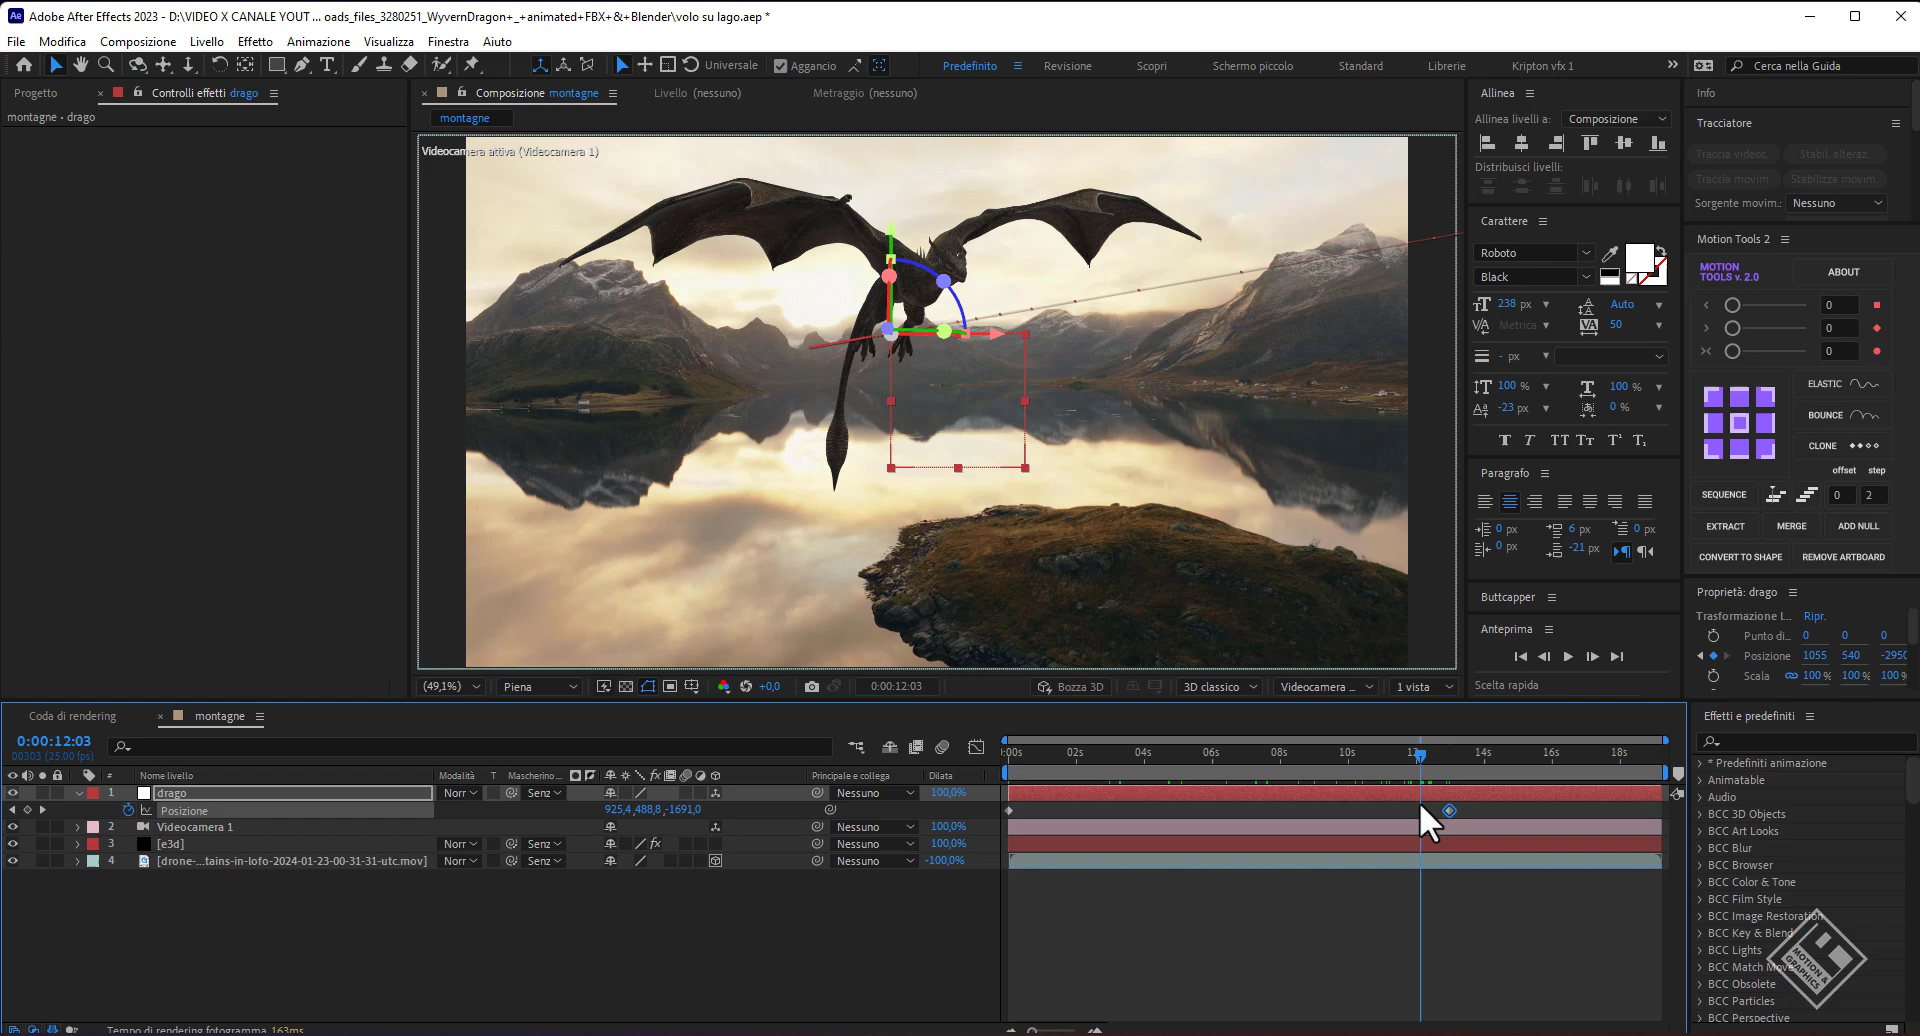 Adobe After Effects 2023 - D:\VIDEO X CANALE YOUT ... oads_files_3280251_WyvernDragon+_+animated+FBX+&+Blender\volo su lago.aep *
File Modifica Composizione Livello Effetto Animazione Visualizza Finestra Aiuto
Universale Aggancio Predefinito Revisione Scopri Schermo piccolo Standard Librerie Kripton vfx 1 Cerca nella Guida
Progetto Controlli effetti drago
montagne • drago
Composizione montagne Livello (nessuno) Metraggio (nessuno)
montagne
Videocamera attiva (Videocamera 1)
(49,1%) Piena +0,0 0:00:12:03 Bozza 3D 3D classico Videocamera ... 1 vista
Allinea
Allinea livelli a: Composizione
Distribuisci livelli:
Carattere
Roboto
Black
238 px Auto
Metrica 50
- px
100 % 100 %
-23 px 0 %
Paragrafo
0 px 6 px 0 px
0 px -21 px
Buttcapper
Anteprima
Scelta rapida
Info
Tracciatore
Traccia videoc. Stabil. alteraz.
Traccia movim. Stabilizza movim.
Sorgente movim.: Nessuno
Motion Tools 2
MOTION
TOOLS v. 2.0
ABOUT
0
0
0
ELASTIC
BOUNCE
CLONE
offset step
SEQUENCE 0 2
EXTRACT MERGE ADD NULL
CONVERT TO SHAPE REMOVE ARTBOARD
Proprietà: drago
Trasformazione l... Ripr.
Punto di... 0 0 0
Posizione 1055 540 -2950
Scala 100 % 100 % 100 %
Coda di rendering montagne
0:00:12:03
00303 (25.00 fps)
:00s 02s 04s 06s 08s 10s 12s 14s 16s 18s
# Nome livello Modalità T Mascherino ... fx Principale e collega Dilata
1 drago Norr Senz Nessuno 100,0%
Posizione 925,4,488,8,-1691,0
2 Videocamera 1 Nessuno 100,0%
3 [e3d] Norr Senz fx Nessuno 100,0%
4 [drone-...tains-in-lofo-2024-01-23-00-31-31-utc.mov] Norr Senz Nessuno -100,0%
Tempo di rendering fotogramma 163ms
Effetti e predefiniti
* Predefiniti animazione
Animatable
Audio
BCC 3D Objects
BCC Art Looks
BCC Blur
BCC Browser
BCC Color & Tone
BCC Film Style
BCC Image Restoration
BCC Key & Blend
BCC Lights
BCC Match Move
BCC Obsolete
BCC Particles
BCC Perspective
MOTION &
GRAPHICS